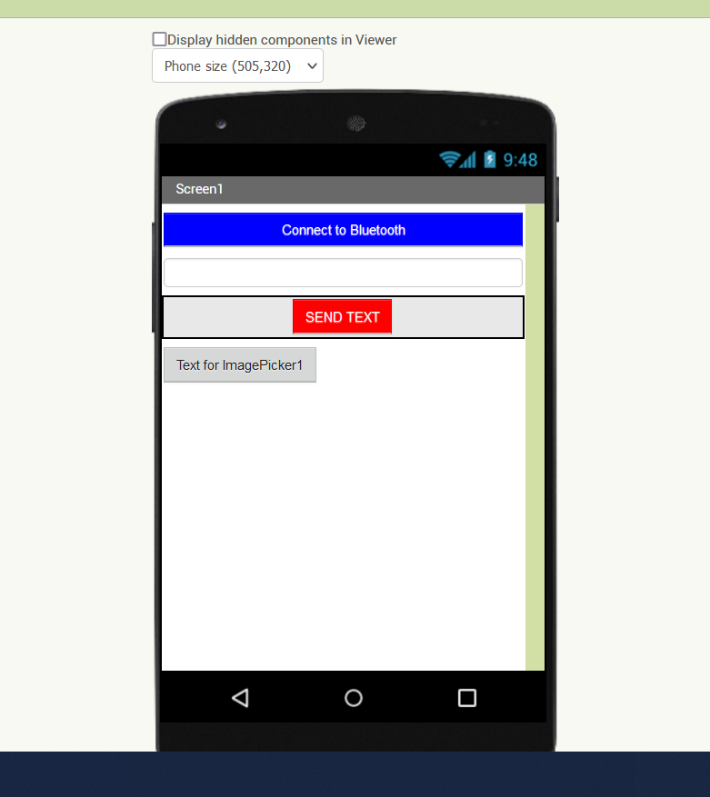 Display hidden components in Viewer
Phone size (505,320)
9:48
Screen1
Connect to Bluetooth
SEND TEXT
Text for ImagePicker1